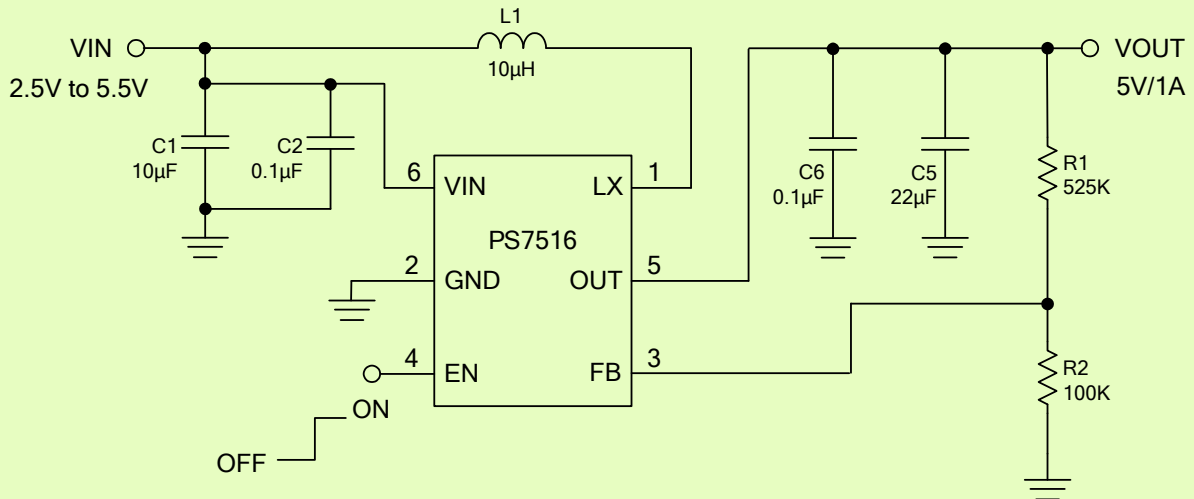 L1
VIN
10µH
VOUT
2.5V to 5.5V
5V/1A
C1
10µF
C2
0.1µF
6
VIN
LX
1
C6
0.1µF
C5
22µF
R1
525K
PS7516
2
GND
OUT
5
4
EN
FB
3
R2
100K
ON
OFF